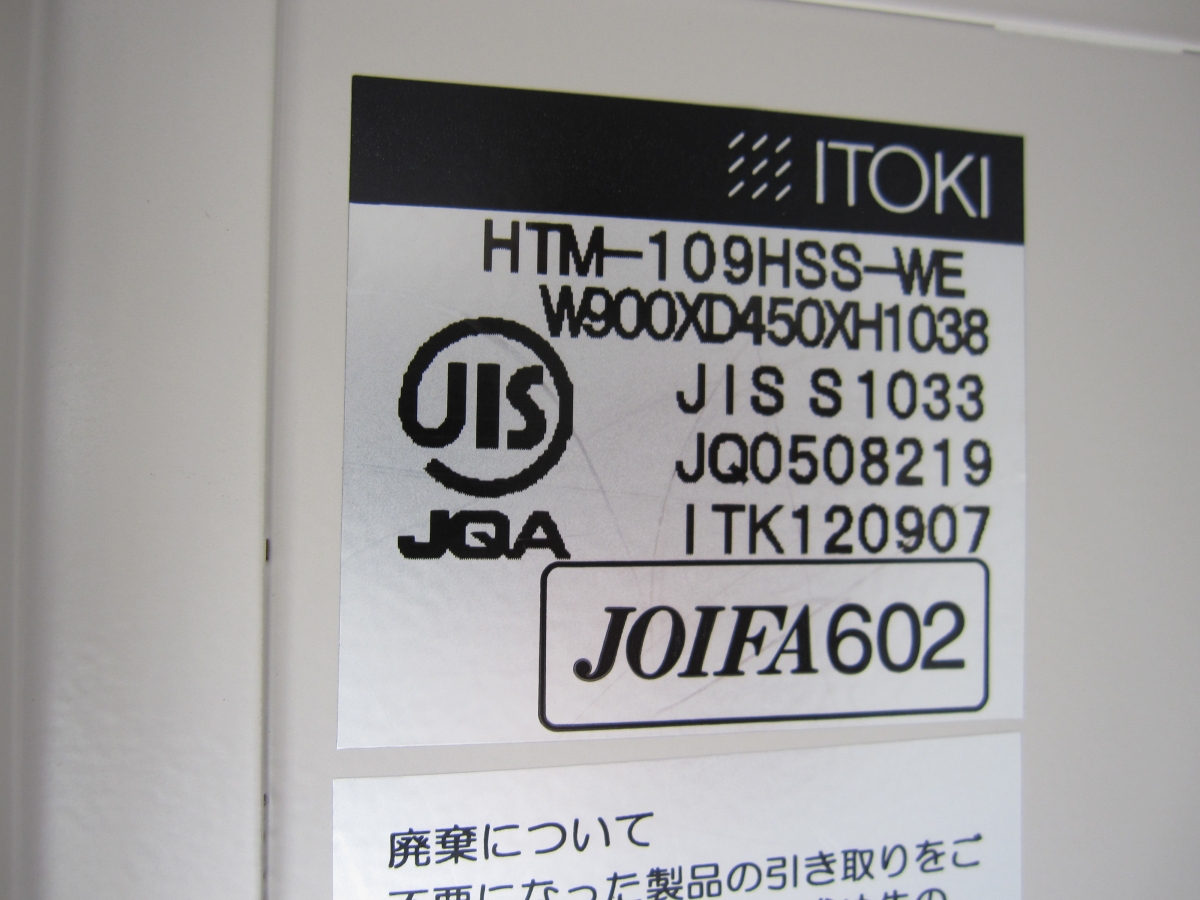 ITOKI
HTM-109HSS-WE
W900XD450XH1038
JIS
JIS S1033
JQ0508219
JQA
ITK120907
JOIFA602
廃棄について
不要になった製品の引き取りをご